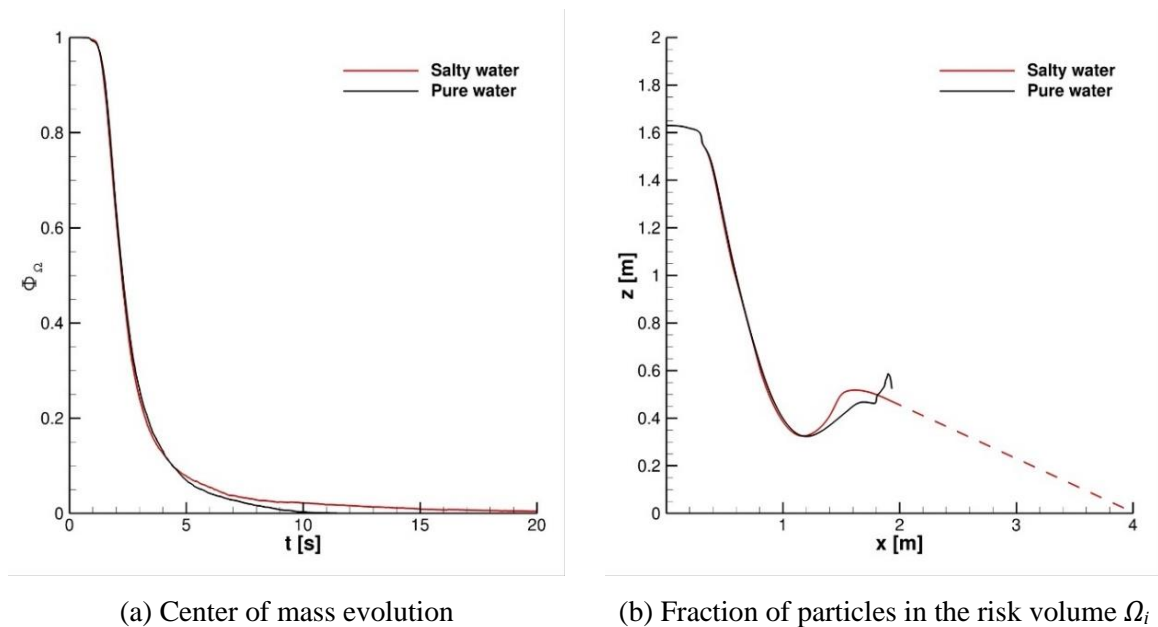 1
0.8
0.6
0.4
0.2
0
Φ Ω
0 5 10 15 20
t [s]
Salty water
Pure water
2
1.8
1.6
1.4
1.2
1
0.8
0.6
0.4
0.2
0
z [m]
1 2 3 4
x [m]
Salty water
Pure water
(a) Center of mass evolution
(b) Fraction of particles in the risk volume Ωi